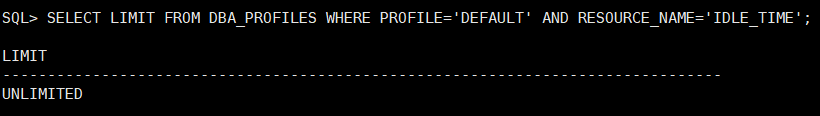 SQL> SELECT LIMIT FROM DBA_PROFILES WHERE PROFILE='DEFAULT' AND RESOURCE_NAME='IDLE_TIME';
LIMIT
--------------------------------------------------------------------------------
UNLIMITED